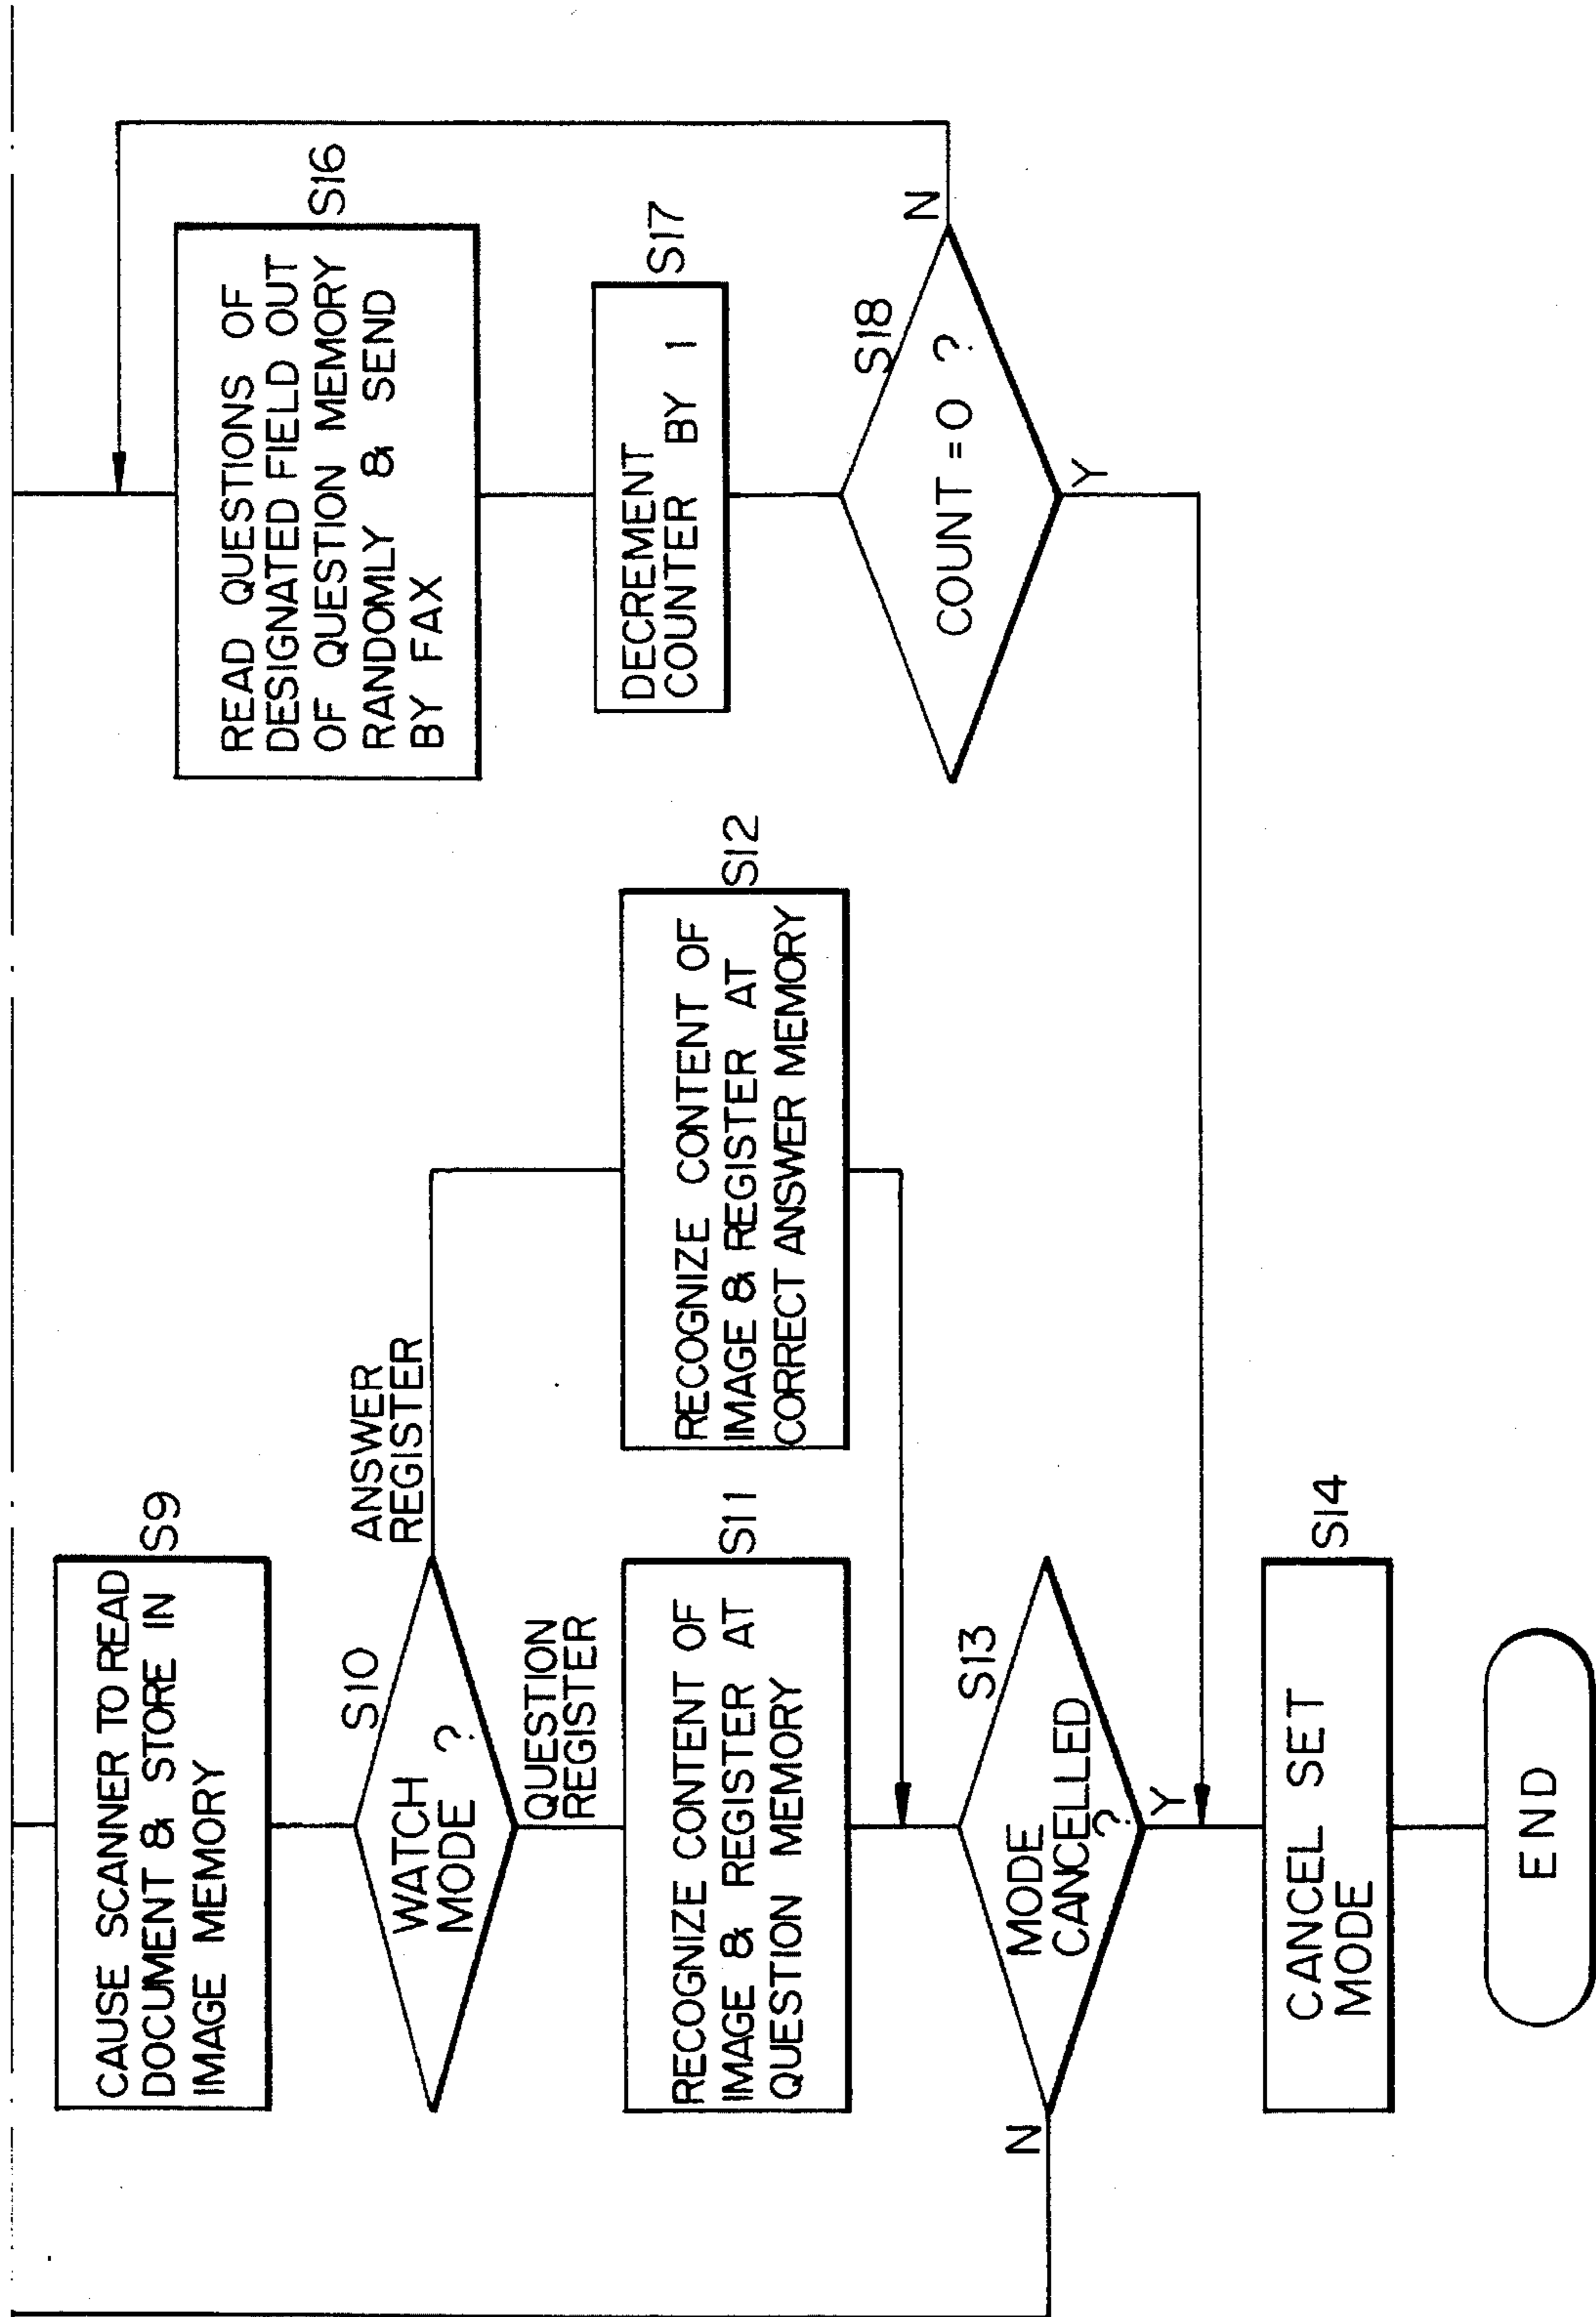 CAUSE SCANNER TO READ
DOCUMENT & STORE IN
IMAGE MEMORY
S9
S10
WATCH
MODE ?
ANSWER
REGISTER
QUESTION
REGISTER
RECOGNIZE CONTENT OF
IMAGE & REGISTER AT
QUESTION MEMORY
S11
RECOGNIZE CONTENT OF
IMAGE & REGISTER AT
CORRECT ANSWER MEMORY
S12
S13
MODE
CANCELLED
?
N
Y
CANCEL SET
MODE
S14
END
READ QUESTIONS OF
DESIGNATED FIELD OUT
OF QUESTION MEMORY
RANDOMLY & SEND
BY FAX
S16
DECREMENT
COUNTER BY 1
S17
S18
COUNT = 0 ?
N
Y